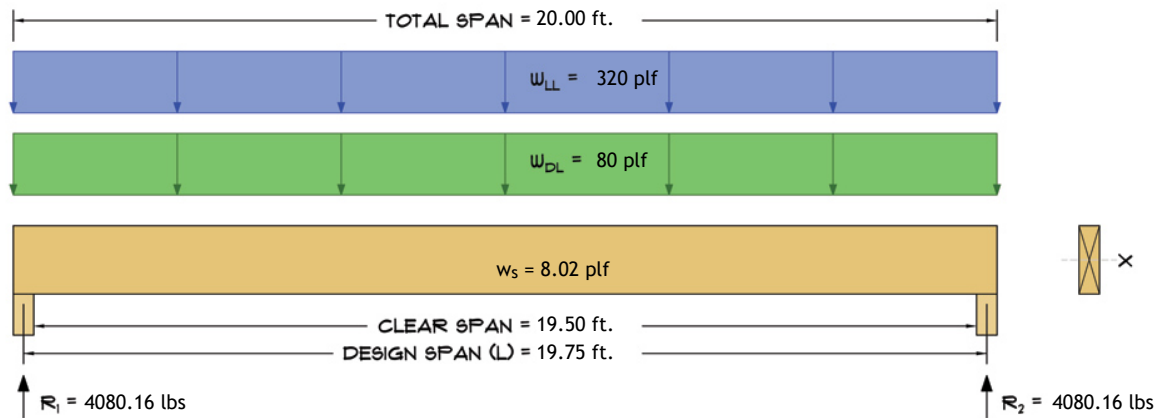 TOTAL SPAN = 20.00 ft.
wLL = 320 plf
wDL = 80 plf
ws = 8.02 plf
X
CLEAR SPAN = 19.50 ft.
DESIGN SPAN (L) = 19.75 ft.
R1 = 4080.16 lbs
R2 = 4080.16 lbs